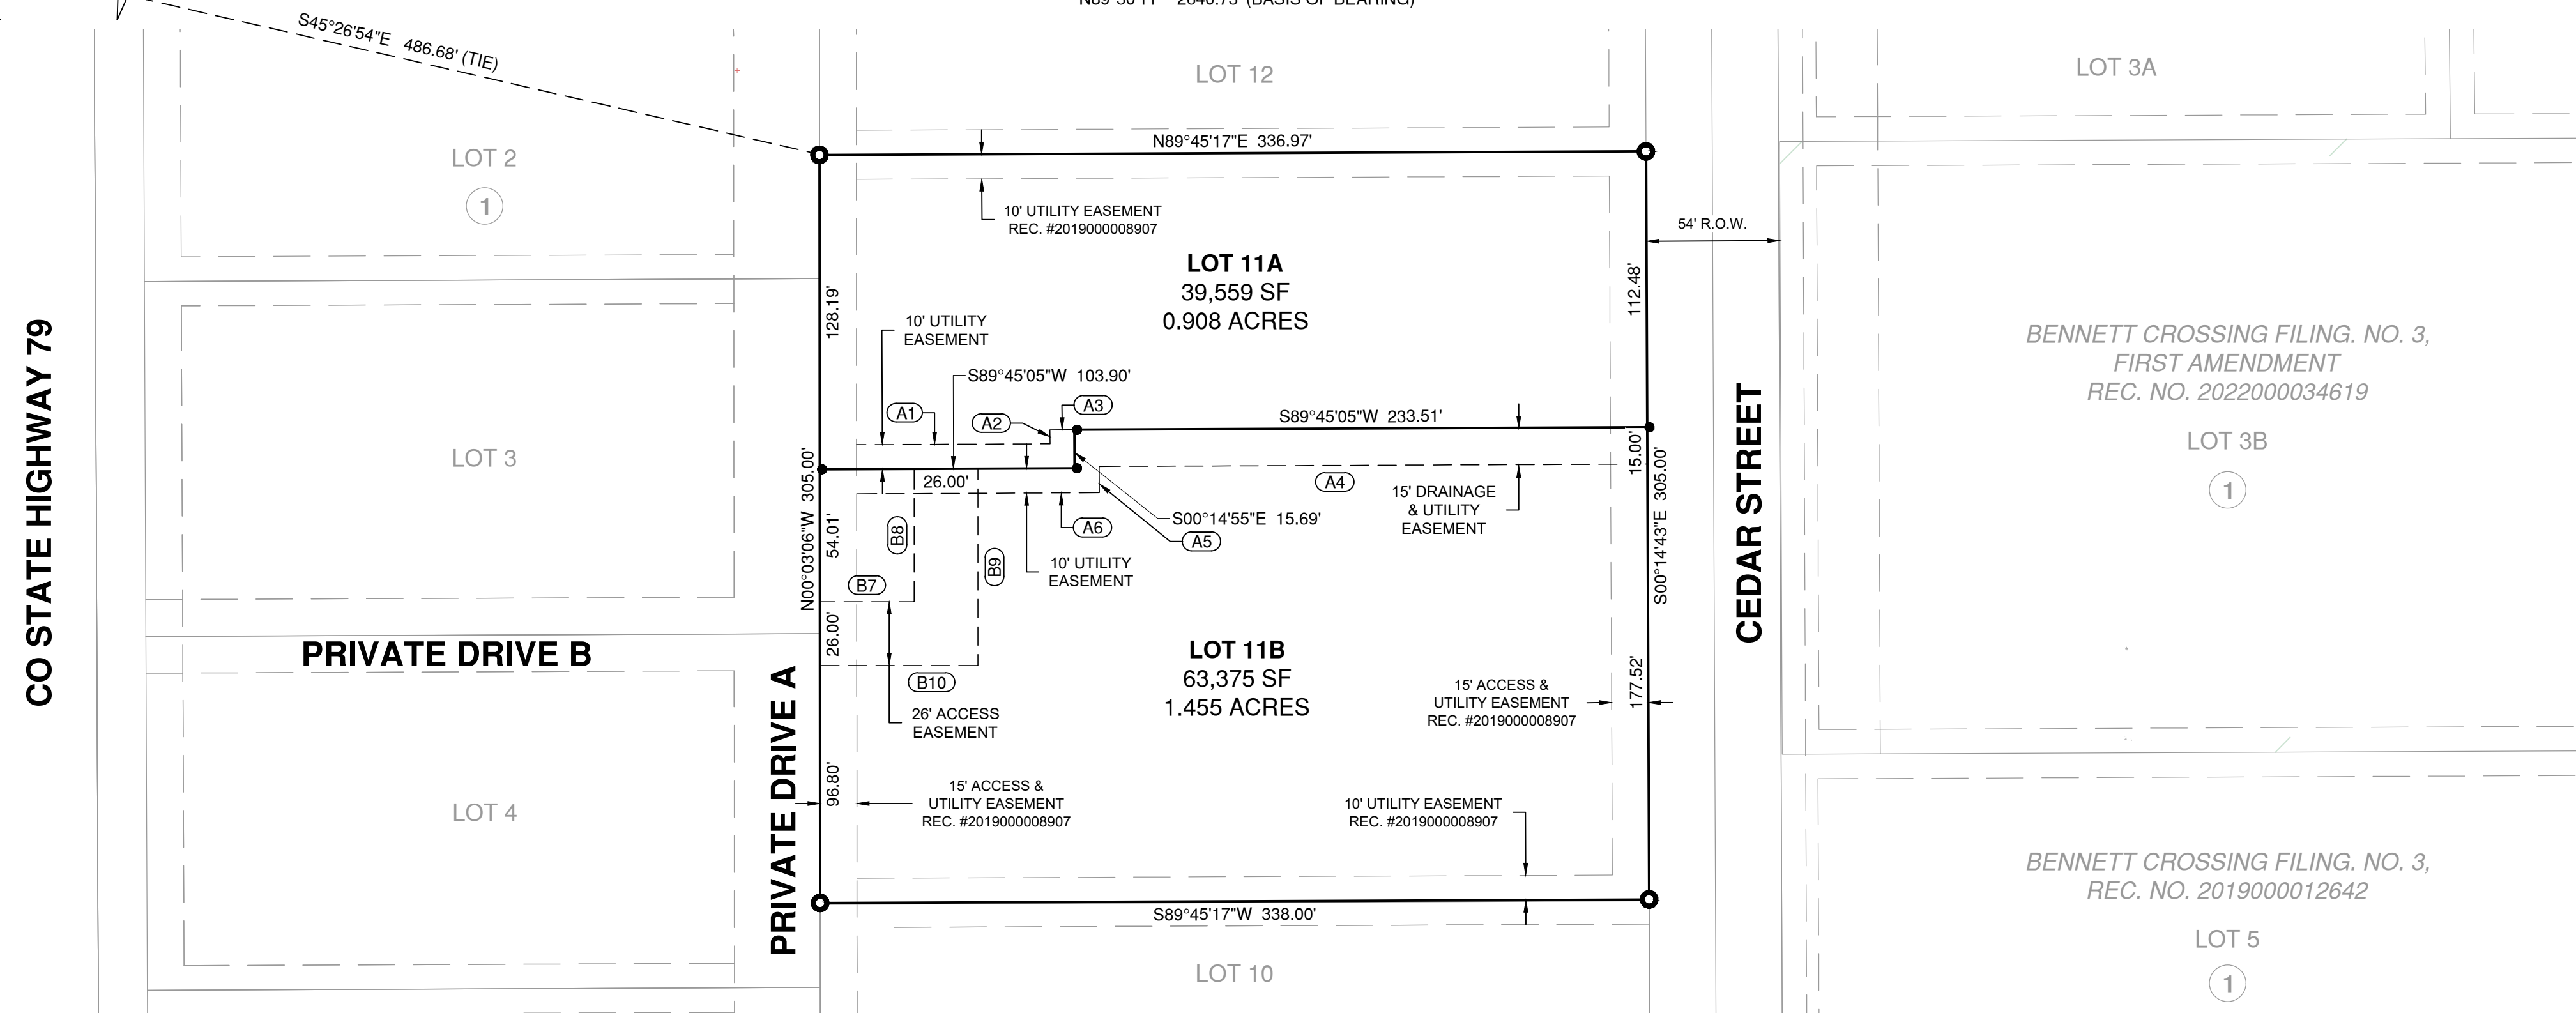 S45°26'54"E 486.68' (TIE)
(BASIS OF BEARING)
LOT 12
LOT 3A
LOT 2
1
N89°45'17"E 336.97'
10' UTILITY EASEMENT
REC. #2019000008907
54' R.O.W.
LOT 11A
39,559 SF
0.908 ACRES
128.19'
112.48'
10' UTILITY
EASEMENT
BENNETT CROSSING FILING. NO. 3,
FIRST AMENDMENT
REC. NO. 2022000034619
LOT 3B
1
CO STATE HIGHWAY 79
S89°45'05"W 103.90'
A1
A2
A3
S89°45'05"W 233.51'
LOT 3
26.00'
15.00'
A4
15' DRAINAGE
& UTILITY
EASEMENT
CEDAR STREET
N00°03'06"W 305.00'
54.01'
B8
B9
A6
S00°14'55"E 15.69'
A5
S00°14'43"E 305.00'
10' UTILITY
EASEMENT
B7
26.00'
PRIVATE DRIVE B
LOT 11B
63,375 SF
1.455 ACRES
B10
26' ACCESS
EASEMENT
15' ACCESS &
UTILITY EASEMENT
REC. #2019000008907
177.52'
PRIVATE DRIVE A
96.80'
15' ACCESS &
UTILITY EASEMENT
REC. #2019000008907
10' UTILITY EASEMENT
REC. #2019000008907
LOT 4
S89°45'17"W 338.00'
BENNETT CROSSING FILING. NO. 3,
REC. NO. 2019000012642
LOT 5
1
LOT 10